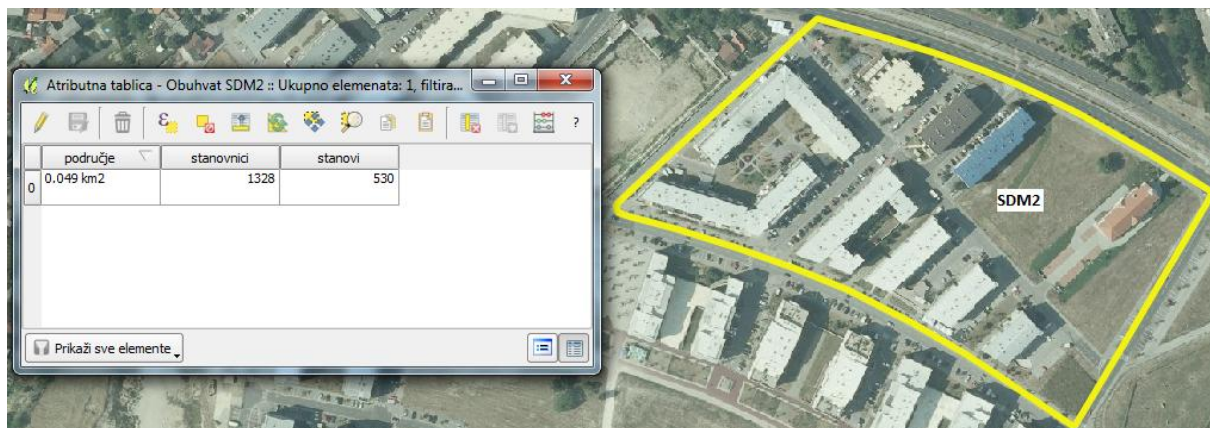 Atributna tablica - Obuhvat SDM2 :: Ukupno elemenata: 1, filtira...
?
područje stanovnici stanovi
0 0.049 km2 1328 530
Prikaži sve elemente
SDM2